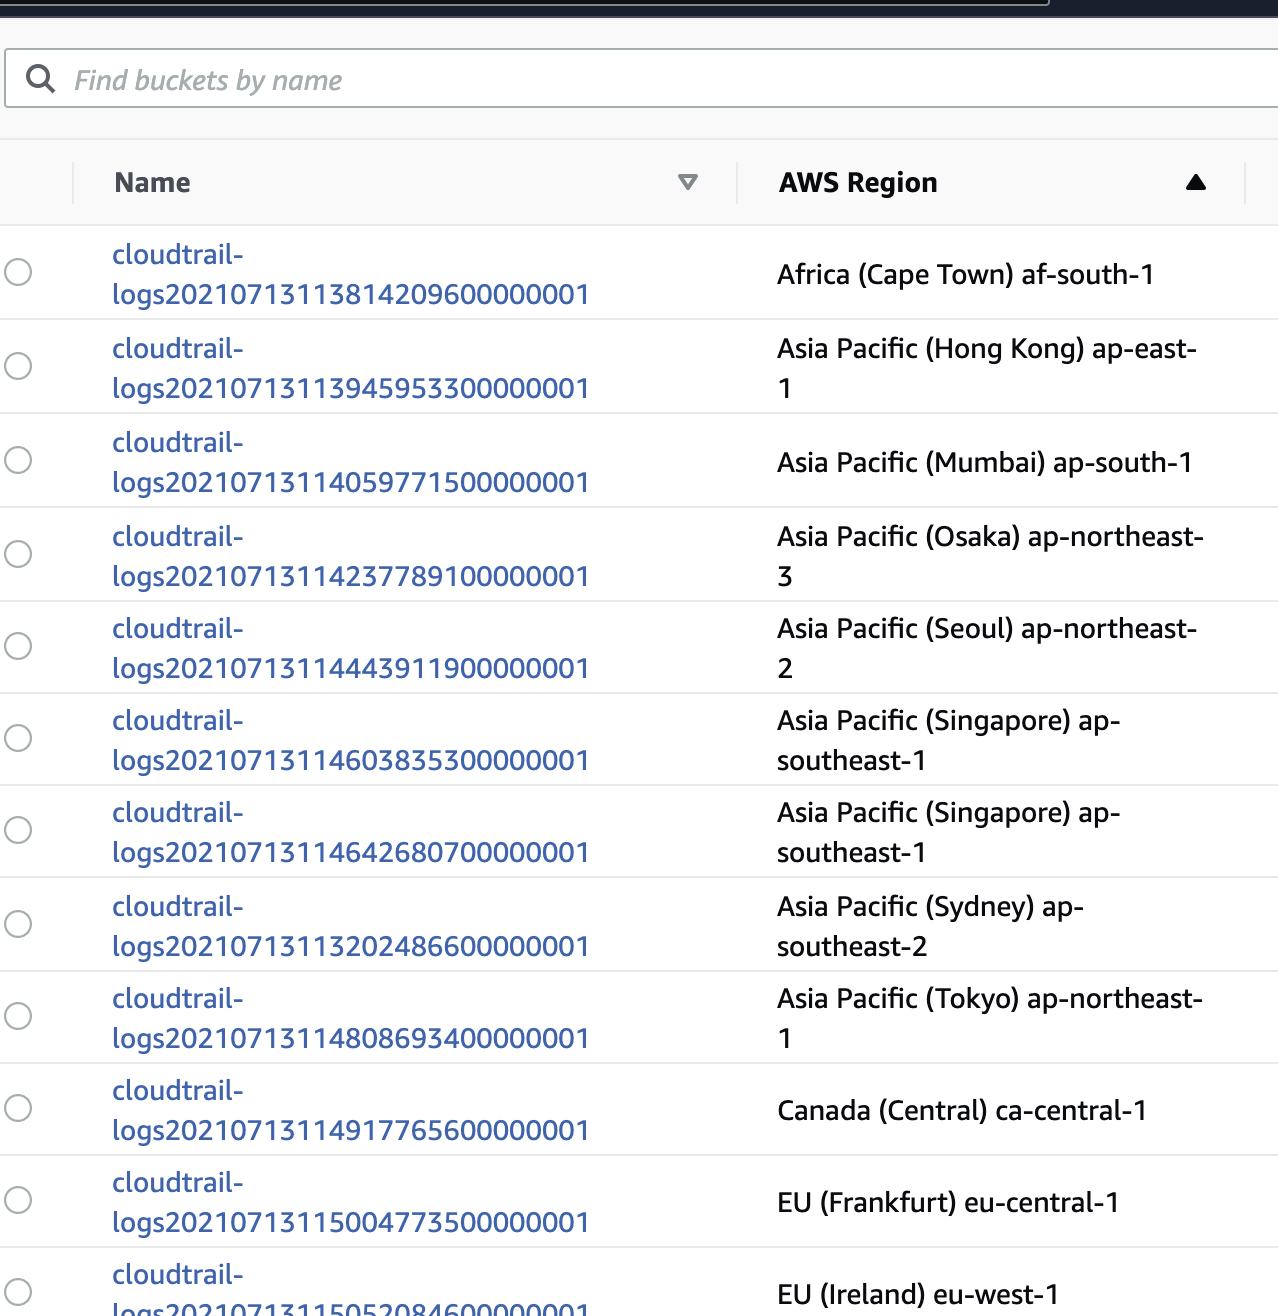 Find buckets by name
Name AWS Region
cloudtrail-
logs20210713113814209600000001
Africa (Cape Town) af-south-1
cloudtrail-
logs20210713113945953300000001
Asia Pacific (Hong Kong) ap-east-
1
cloudtrail-
logs20210713114059771500000001
Asia Pacific (Mumbai) ap-south-1
cloudtrail-
logs20210713114237789100000001
Asia Pacific (Osaka) ap-northeast-
3
cloudtrail-
logs20210713114443911900000001
Asia Pacific (Seoul) ap-northeast-
2
cloudtrail-
logs20210713114603835300000001
Asia Pacific (Singapore) ap-
southeast-1
cloudtrail-
logs20210713114642680700000001
Asia Pacific (Singapore) ap-
southeast-1
cloudtrail-
logs20210713113202486600000001
Asia Pacific (Sydney) ap-
southeast-2
cloudtrail-
logs20210713114808693400000001
Asia Pacific (Tokyo) ap-northeast-
1
cloudtrail-
logs20210713114917765600000001
Canada (Central) ca-central-1
cloudtrail-
logs20210713115004773500000001
EU (Frankfurt) eu-central-1
cloudtrail-
logs20210713115052084600000001
EU (Ireland) eu-west-1